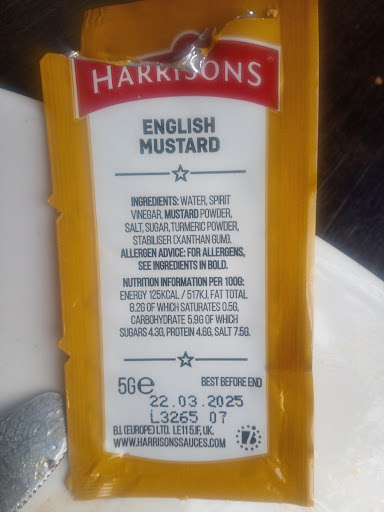 HARRISONS
ENGLISH
MUSTARD
INGREDIENTS: WATER, SPIRIT
VINEGAR, MUSTARD POWDER,
SALT, SUGAR, TURMERIC POWDER,
STABILISER (XANTHAN GUM).
ALLERGEN ADVICE: FOR ALLERGENS,
SEE INGREDIENTS IN BOLD.
NUTRITION INFORMATION PER 100G:
ENERGY 125KCAL / 517KJ, FAT TOTAL
8.2G OF WHICH SATURATES 0.5G,
CARBOHYDRATE 5.9G OF WHICH
SUGARS 4.3G, PROTEIN 4.6G, SALT 7.5G.
5G℮ BEST BEFORE END
22.03.2025
L3265 07
B.I. (EUROPE) LTD. LE11 5JF, UK.
WWW.HARRISONSSAUCES.COM
7